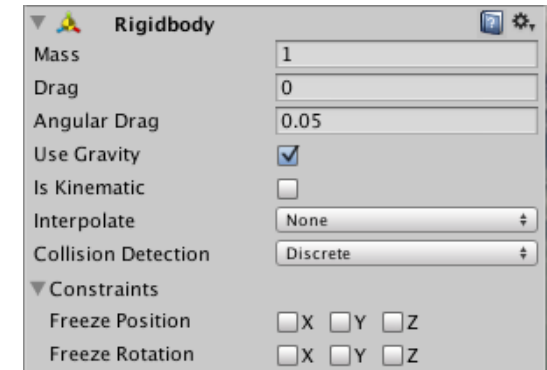 Rigidbody
Mass 1
Drag 0
Angular Drag 0.05
Use Gravity
Is Kinematic
Interpolate None
Collision Detection Discrete
Constraints
Freeze Position X Y Z
Freeze Rotation X Y Z